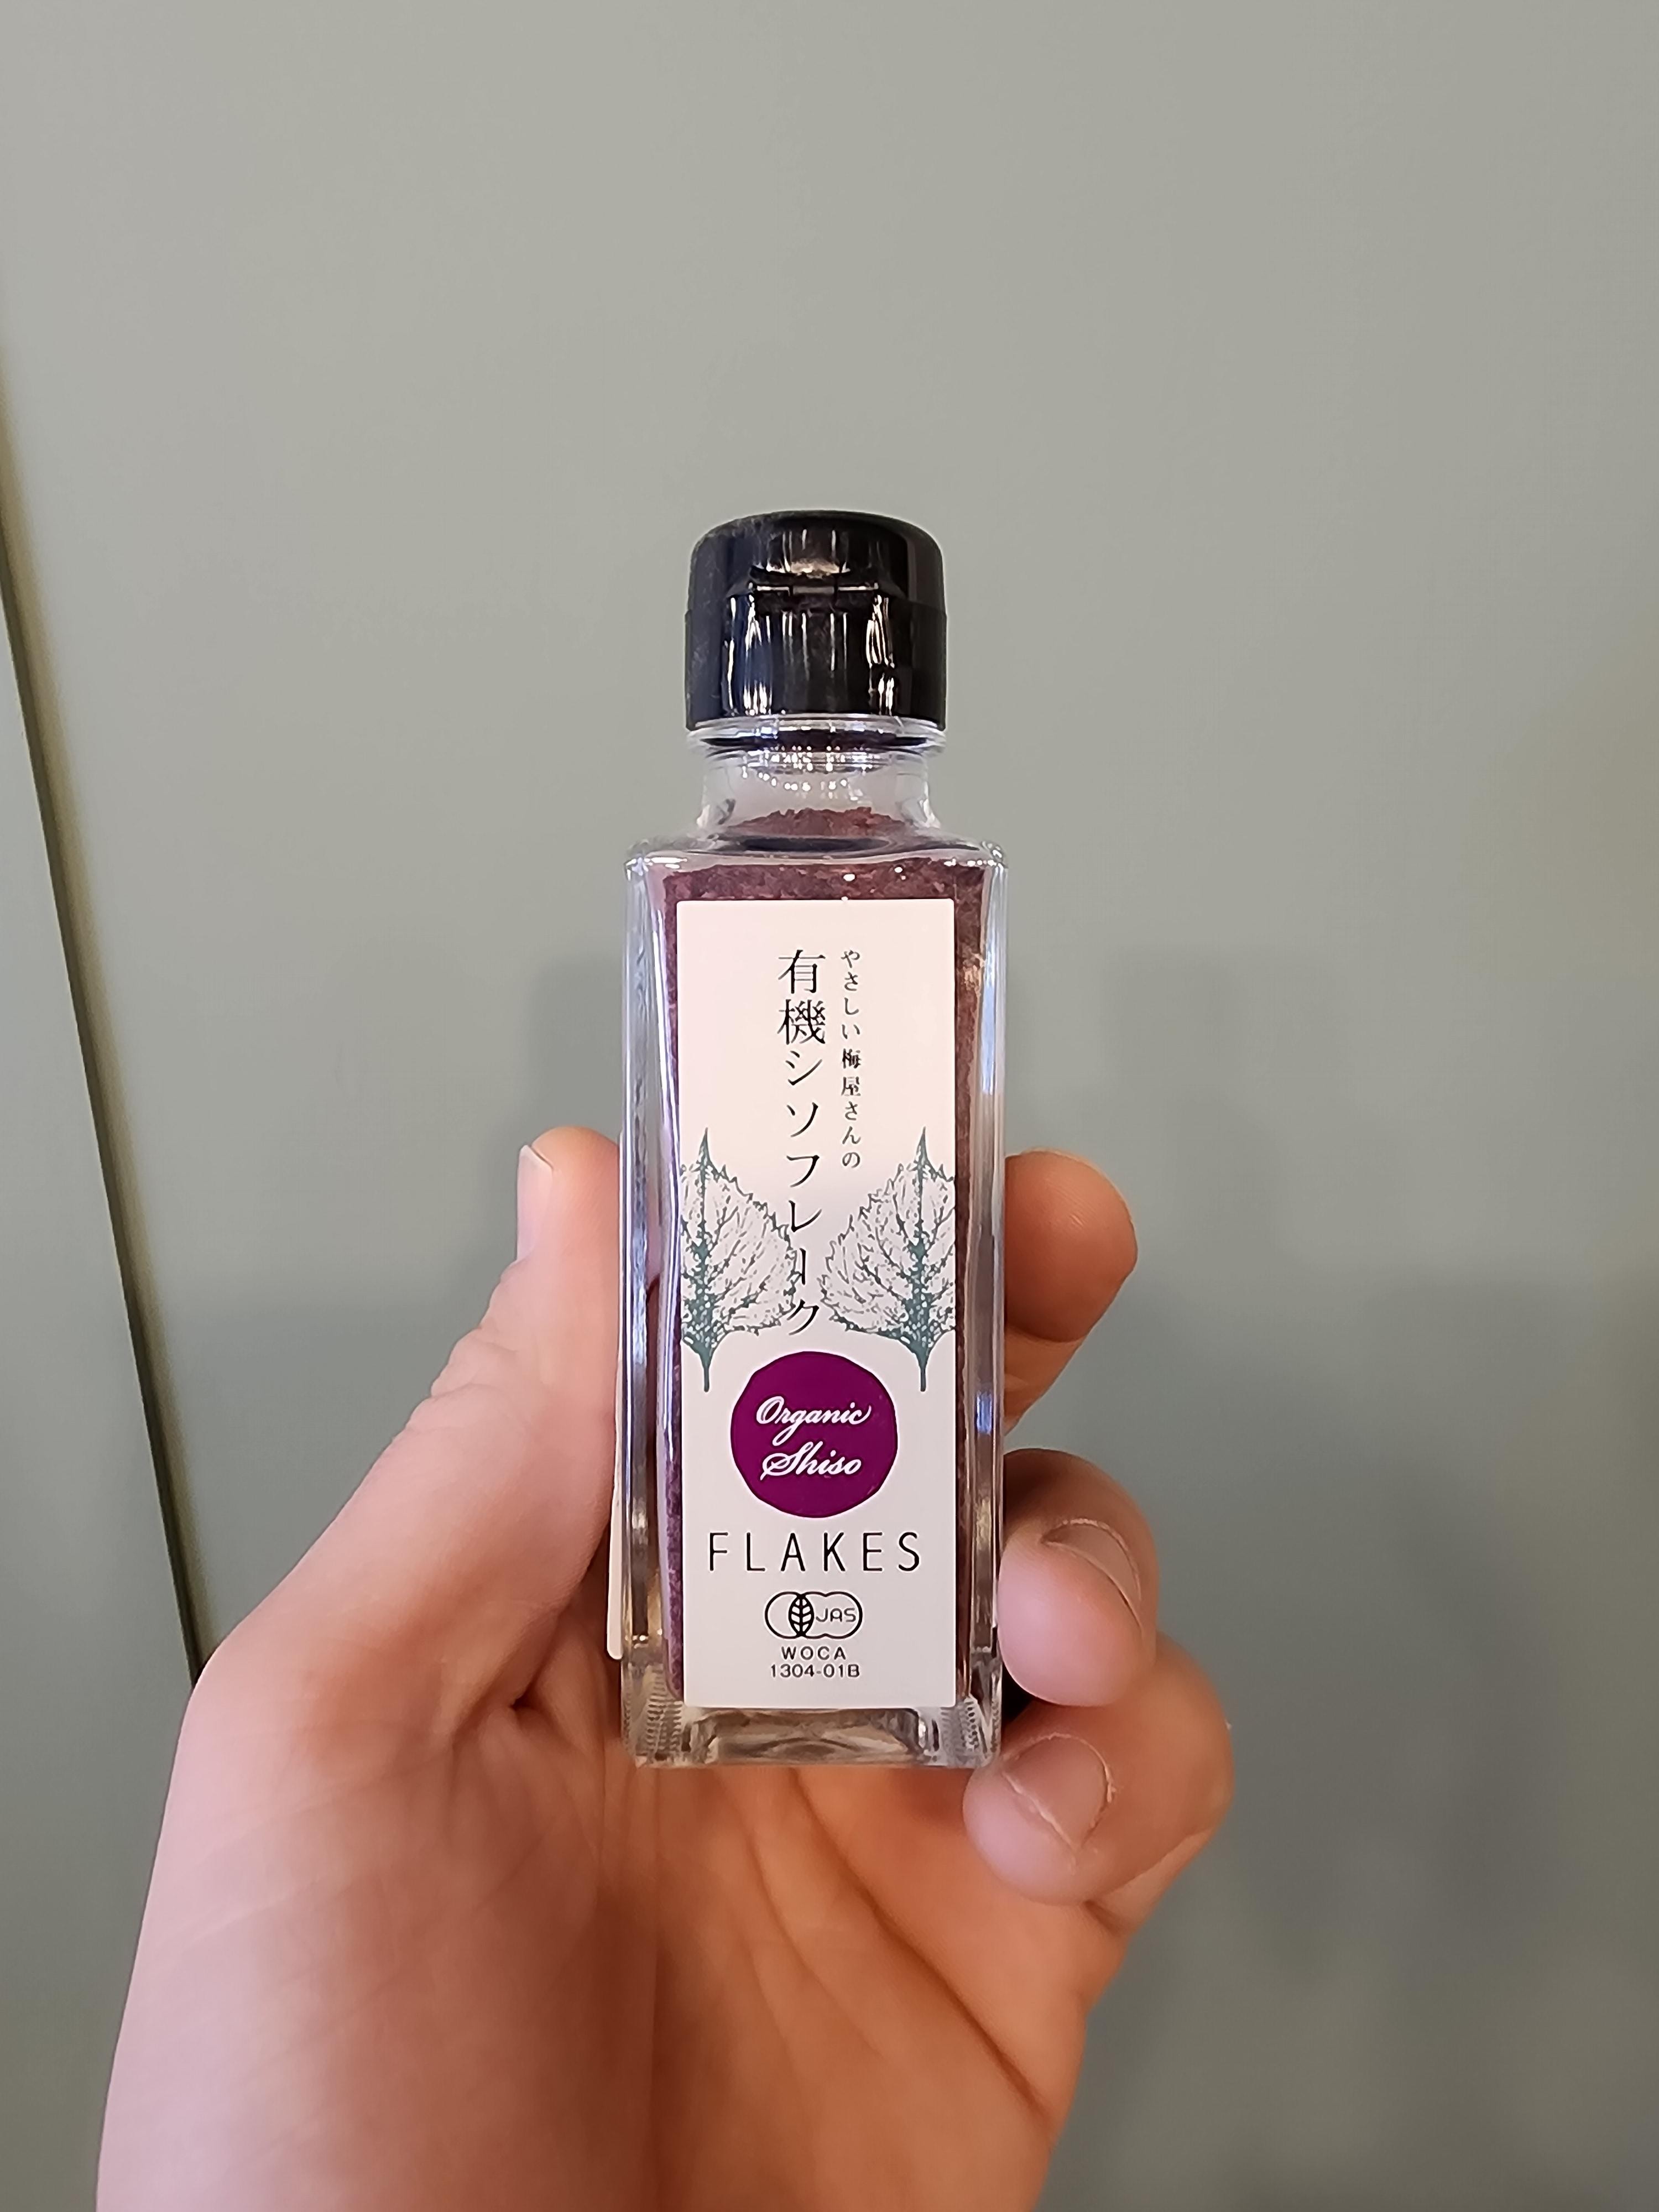 やさしい梅屋さんの
有機シソフレーク
Organic
Shiso
FLAKES
JAS
WOCA
1304-01B